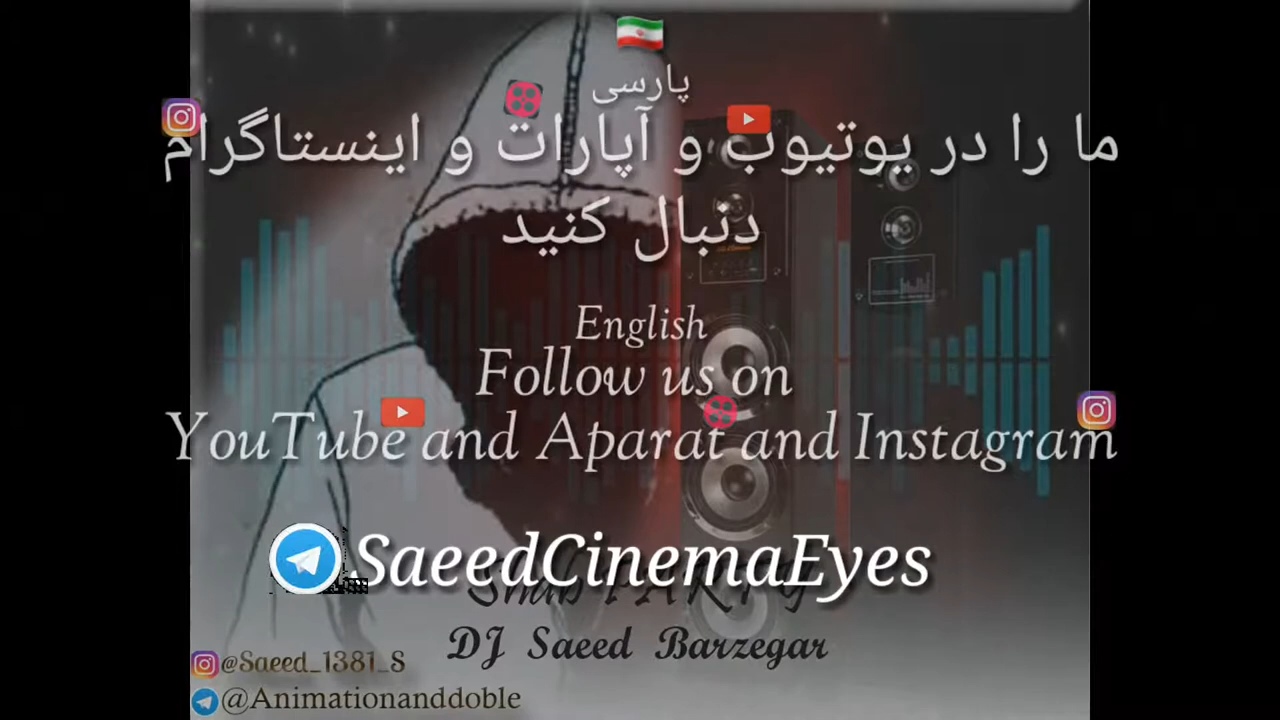 پارسی
ما را در یوتیوب و آپارات و اینستاگرام
دنبال کنید
English
Follow us on
YouTube and Aparat and Instagram
SaeedCinemaEyes
PARTY
DJ Saeed Barzegar
@Saeed_1381_S
@Animationanddoble